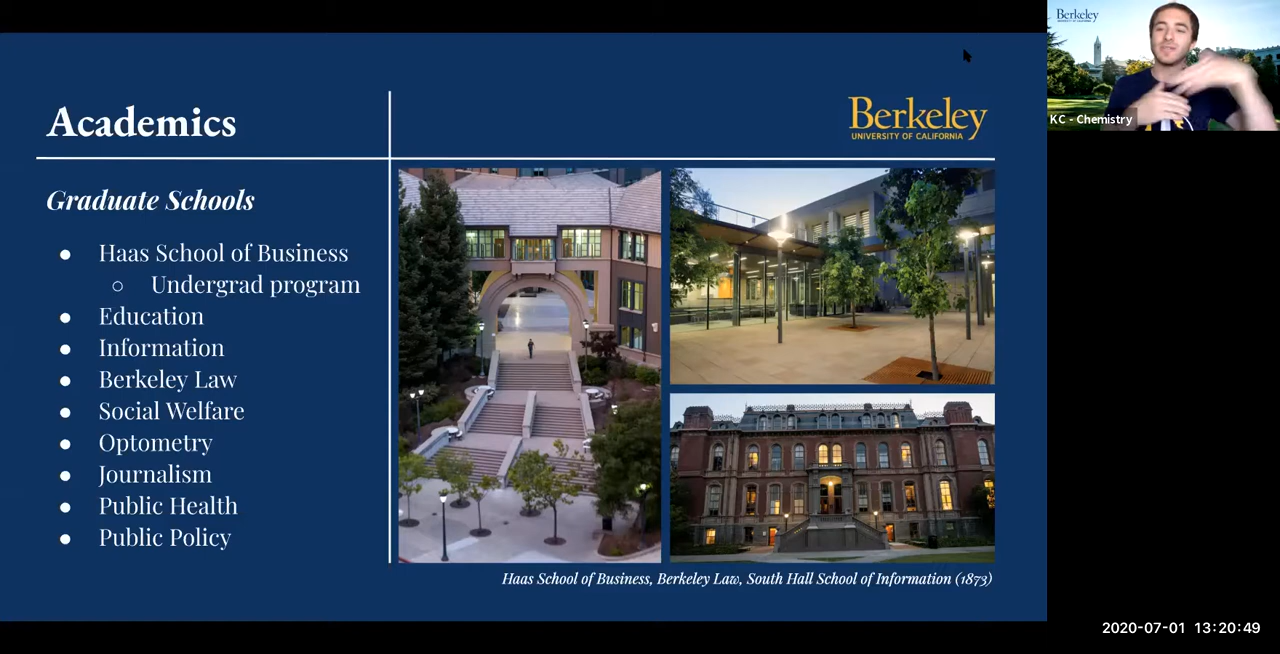 Academics
Berkeley
UNIVERSITY OF CALIFORNIA
Graduate Schools
● Haas School of Business
○ Undergrad program
● Education
● Information
● Berkeley Law
● Social Welfare
● Optometry
● Journalism
● Public Health
● Public Policy
Haas School of Business, Berkeley Law, South Hall School of Information (1873)
Berkeley
KC - Chemistry
2020-07-01 13:20:49